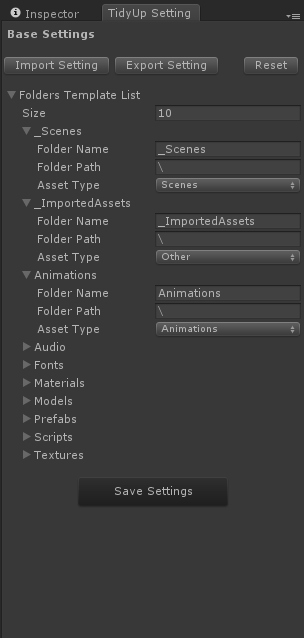 Inspector TidyUp Setting
Base Settings
Import Setting Export Setting Reset
Folders Template List
Size 10
_Scenes
Folder Name _Scenes
Folder Path \
Asset Type Scenes
_ImportedAssets
Folder Name _ImportedAssets
Folder Path \
Asset Type Other
Animations
Folder Name Animations
Folder Path \
Asset Type Animations
Audio
Fonts
Materials
Models
Prefabs
Scripts
Textures
Save Settings